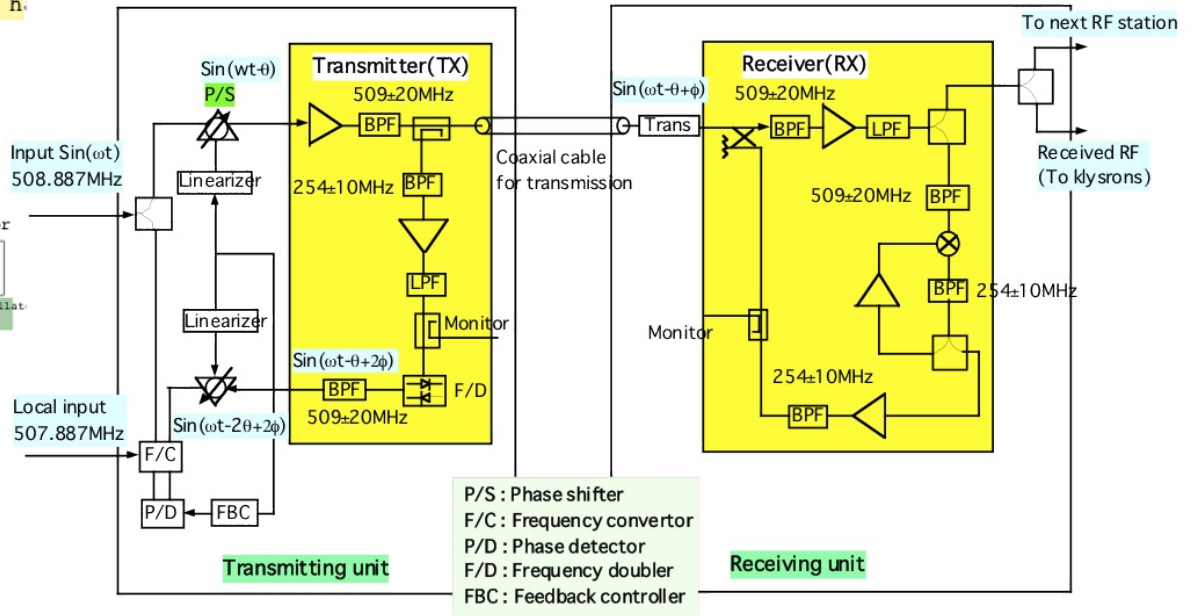 h
To next RF station
Sin(wt-θ)
P/S
Transmitter(TX)
509±20MHz
BPF
Sin(ωt-θ+φ)
Trans
Receiver(RX)
509±20MHz
BPF
LPF
Input Sin(ωt)
508.887MHz
Linearizer
254±10MHz
BPF
Coaxial cable
for transmission
Received RF
(To klysrons)
509±20MHz
BPF
LPF
BPF
254±10MHz
Linearizer
Monitor
Monitor
Sin(ωt-θ+2φ)
BPF
F/D
509±20MHz
254±10MHz
BPF
Local input
507.887MHz
Sin(ωt-2θ+2φ)
F/C
P/D
FBC
P/S : Phase shifter
F/C : Frequency convertor
P/D : Phase detector
F/D : Frequency doubler
FBC : Feedback controller
Transmitting unit
Receiving unit